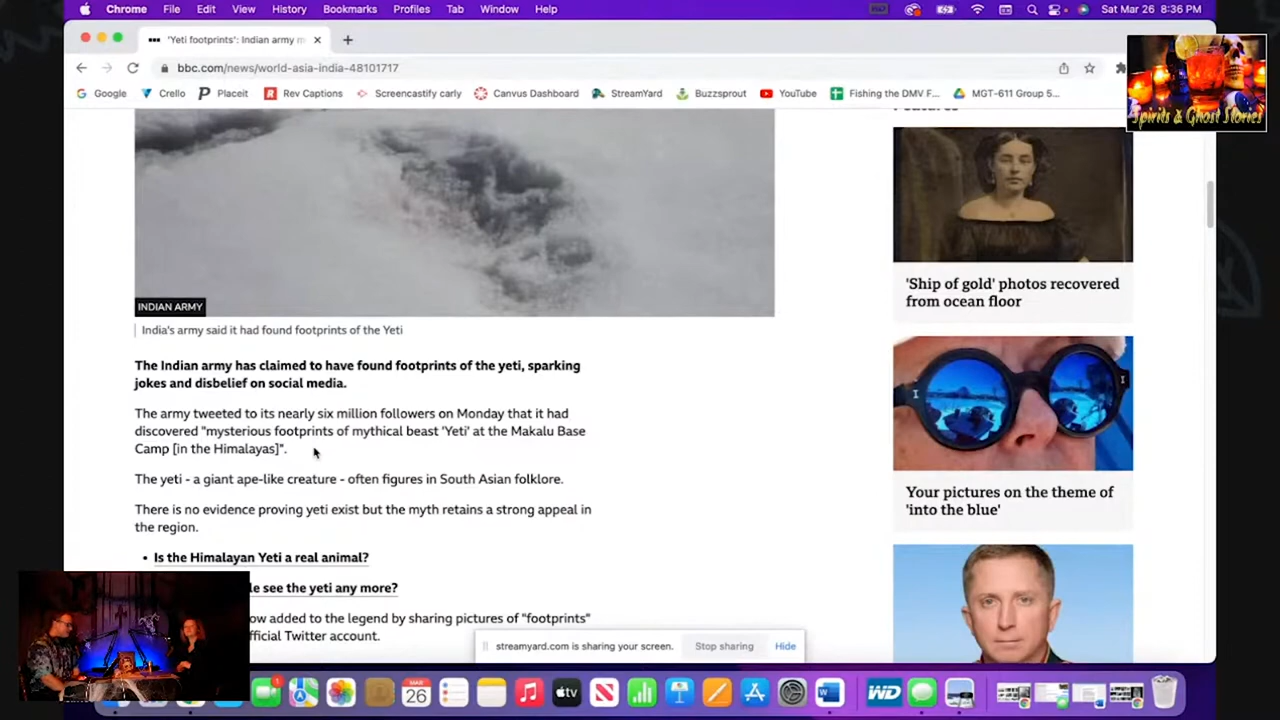 Chrome File Edit View History Bookmarks Profiles Tab Window Help Sat Mar 26 8:36 PM
'Yeti footprints': Indian army m
bbc.com/news/world-asia-india-48101717
Google Crello Placeit Rev Captions Screencastify carly Canvus Dashboard StreamYard Buzzsprout YouTube Fishing the DMV F... MGT-611 Group 5...
Spirits & Ghost Stories
INDIAN ARMY
India's army said it had found footprints of the Yeti
The Indian army has claimed to have found footprints of the yeti, sparking
jokes and disbelief on social media.
The army tweeted to its nearly six million followers on Monday that it had
discovered "mysterious footprints of mythical beast 'Yeti' at the Makalu Base
Camp [in the Himalayas]".
The yeti - a giant ape-like creature - often figures in South Asian folklore.
There is no evidence proving yeti exist but the myth retains a strong appeal in
the region.
• Is the Himalayan Yeti a real animal?
see the yeti any more?
added to the legend by sharing pictures of "footprints"
Twitter account.
'Ship of gold' photos recovered
from ocean floor
Your pictures on the theme of
'into the blue'
streamyard.com is sharing your screen. Stop sharing Hide
MAR
26
1
tv
W
WD